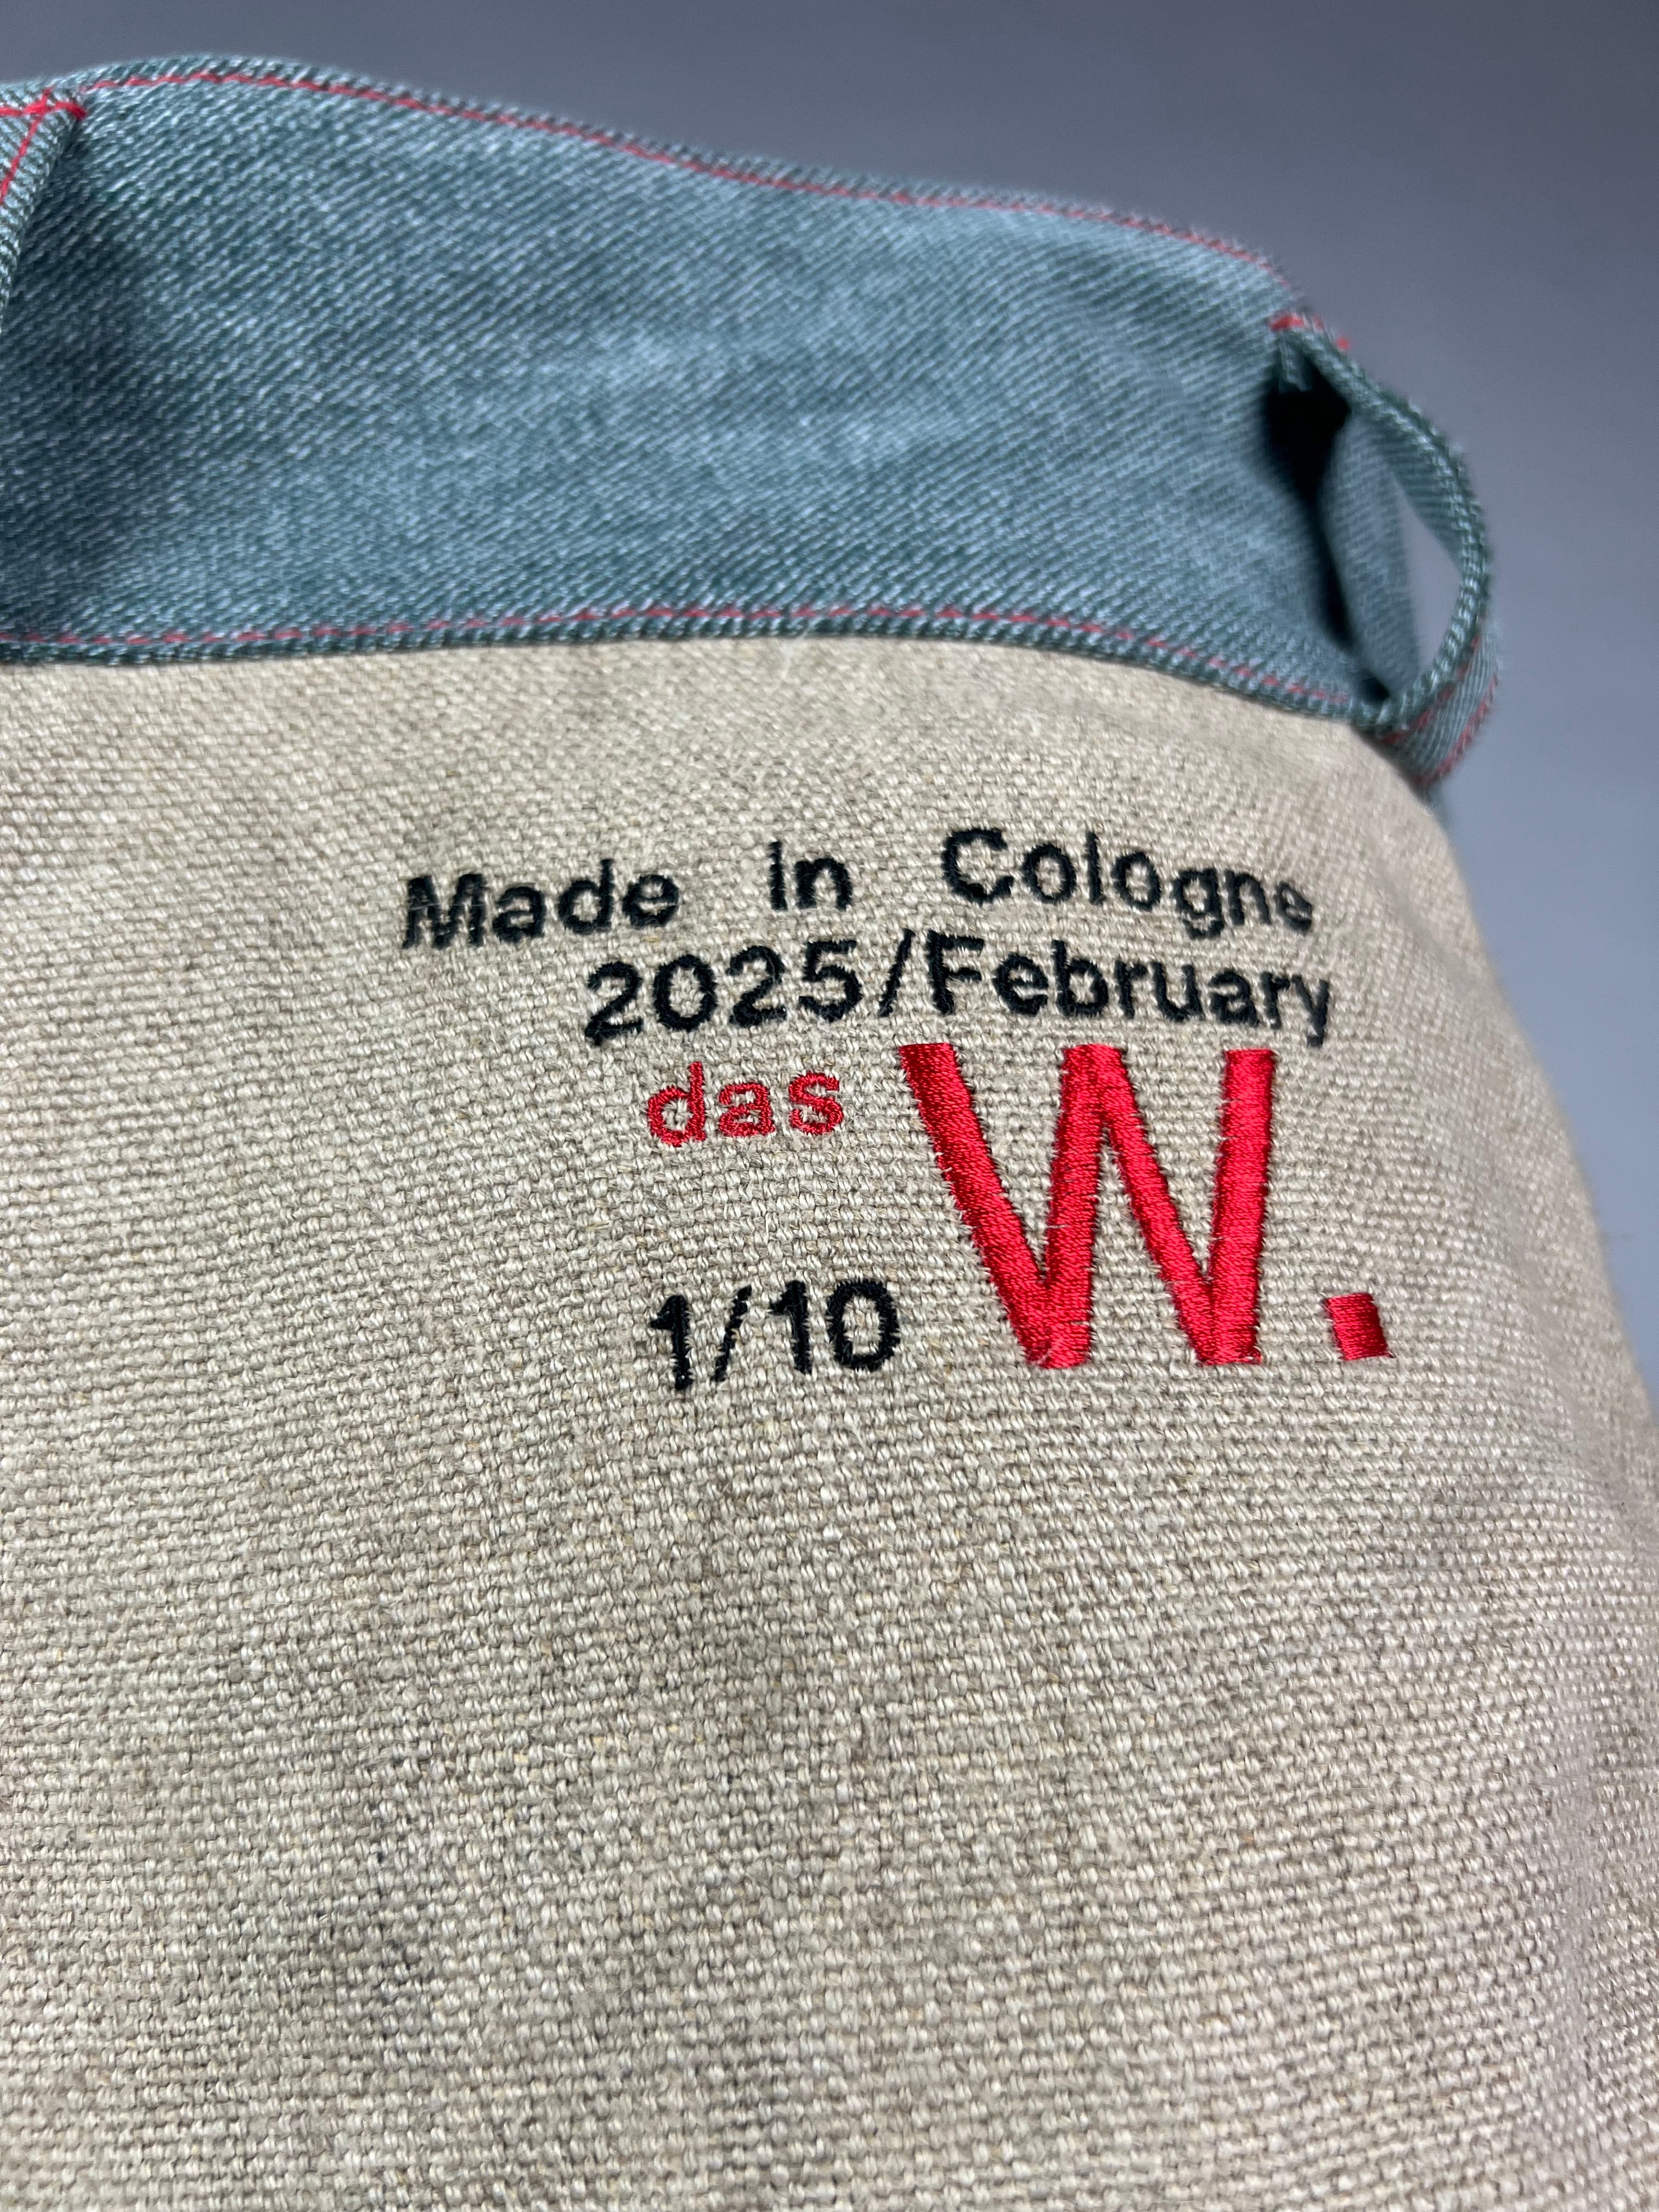 Made in Cologne
2025/February
das W.
1/10